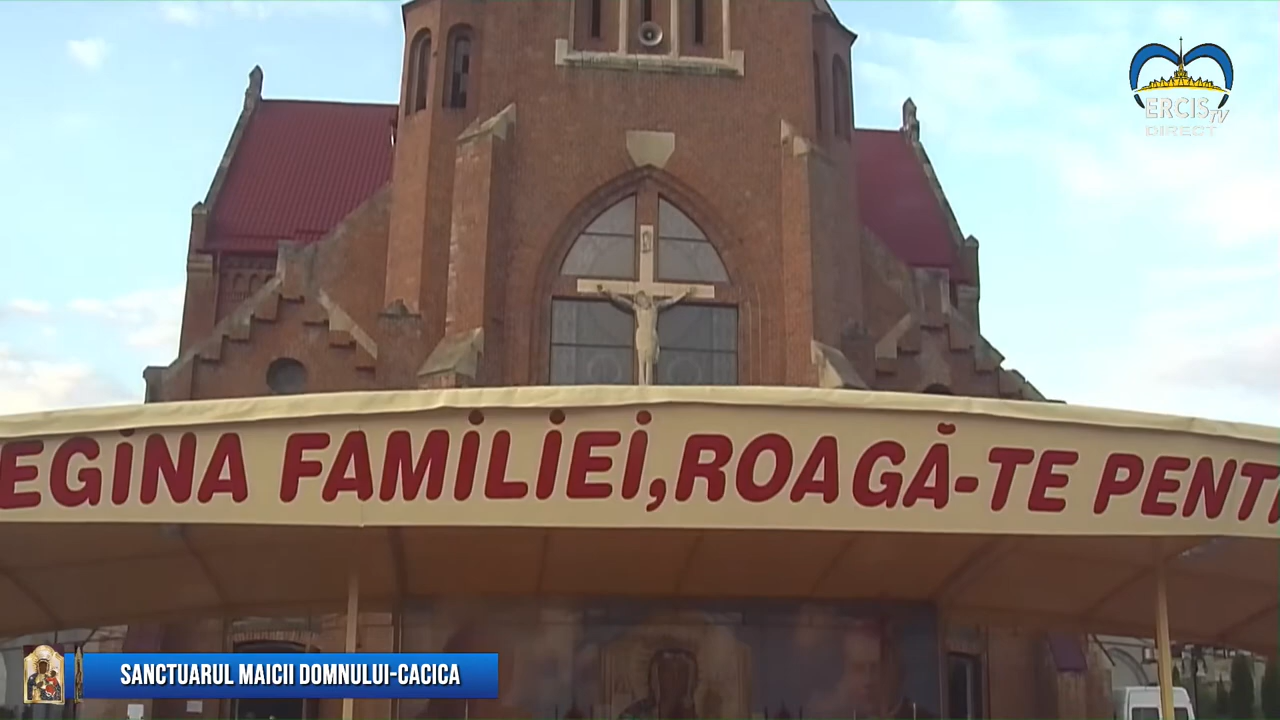 ERCIS TV
DIRECT
EGINA FAMILIEI, ROAGĂ-TE PENT
SANCTUARUL MAICII DOMNULUI-CACICA